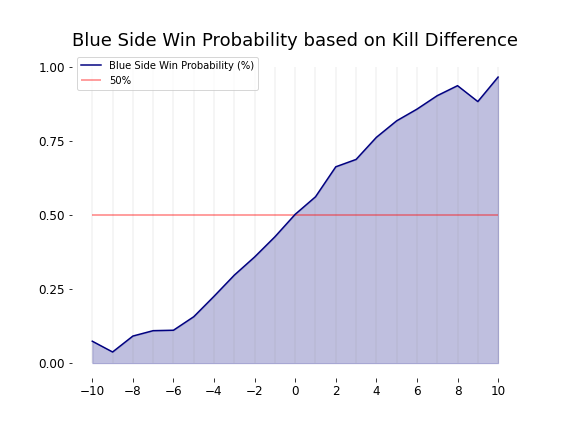 Blue Side Win Probability based on Kill Difference
Blue Side Win Probability (%)
50%
1.00
0.75
0.50
0.25
0.00
−10 −8 −6 −4 −2 0 2 4 6 8 10